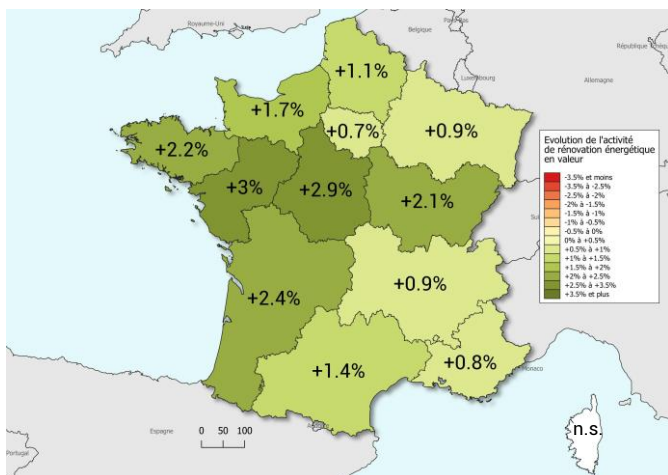 Royaume-Uni
Pays-Bas
Belgique
Luxembourg
Allemagne
+1.1%
+1.7%
+0.7%
+0.9%
+2.2%
+3%
+2.9%
+2.1%
+2.4%
+0.9%
+1.4%
+0.8%
Monaco
n.s.
Espagne
Portugal
0 50 100
Evolution de l'activité
de rénovation énergétique
en valeur
-3.5% et moins
-3.5% à -2.5%
-2.5% à -2%
-2% à -1.5%
-1.5% à -1%
-1% à -0.5%
-0.5% à 0%
0% à +0.5%
+0.5% à +1%
+1% à +1.5%
+1.5% à +2%
+2% à +2.5%
+2.5% à +3.5%
+3.5% et plus